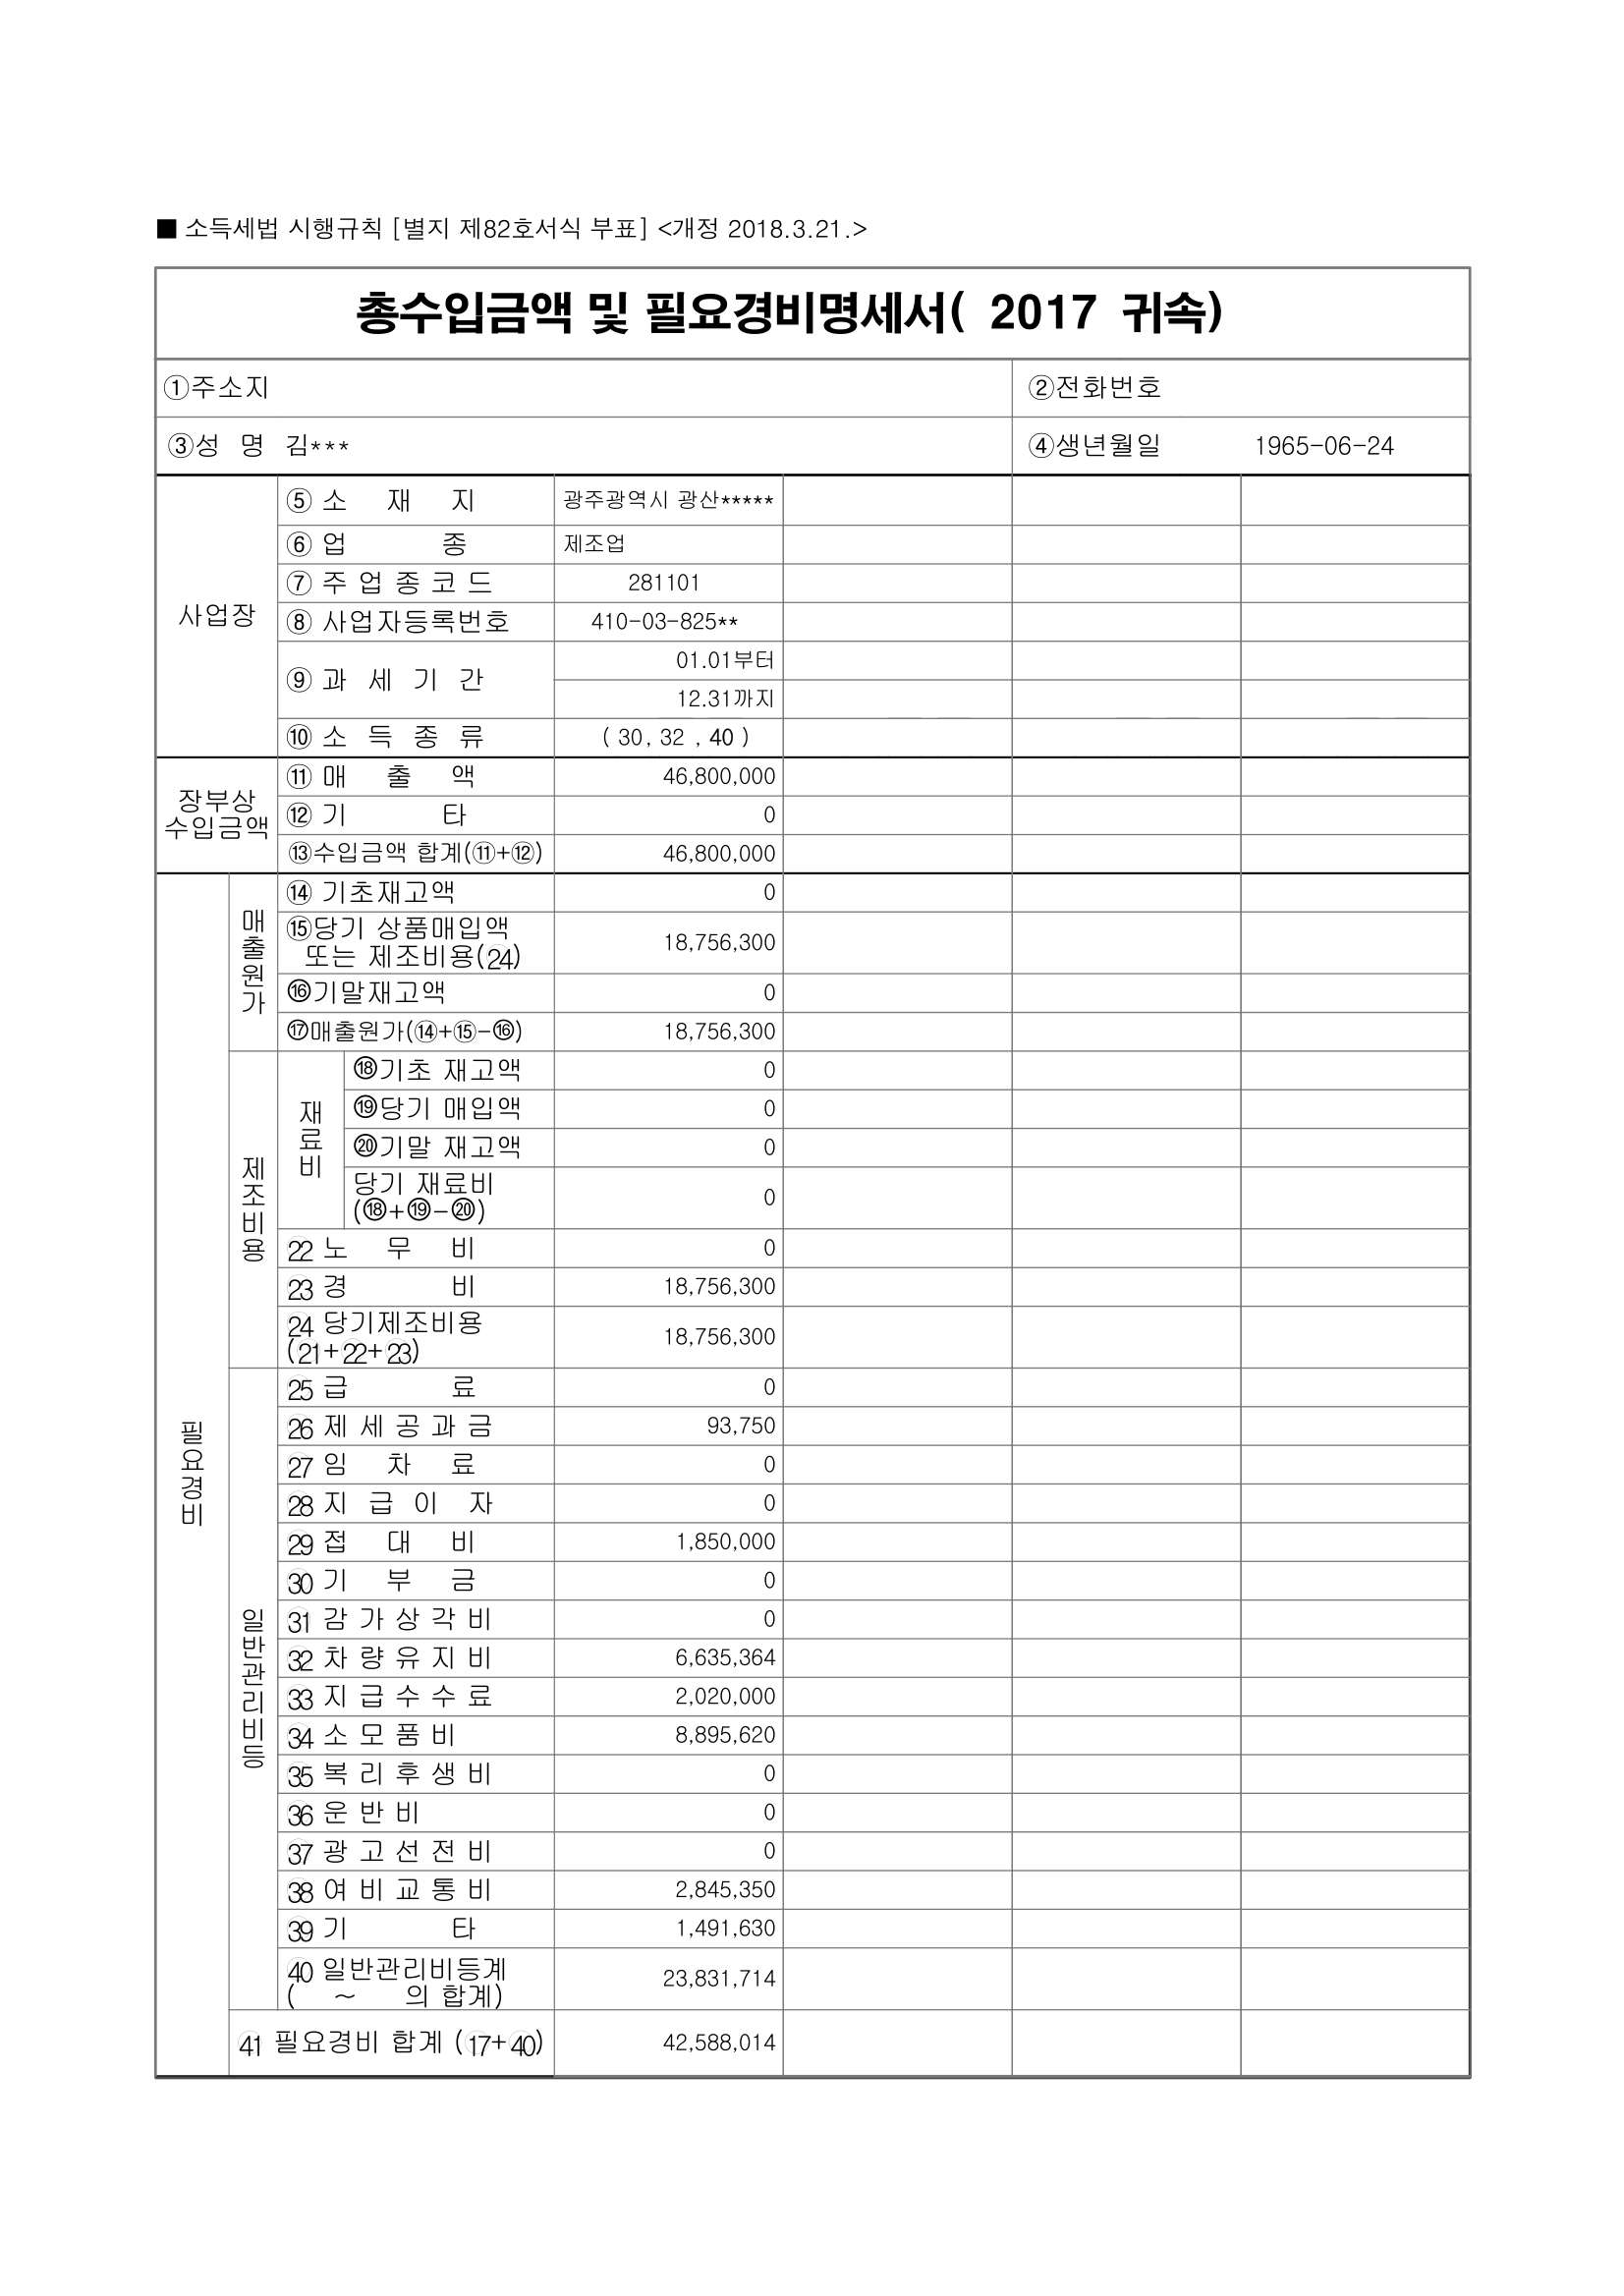 ■ 소득세법 시행규칙 [별지 제82호서식 부표] <개정 2018.3.21.>
총수입금액 및 필요경비명세서( 2017 귀속)
①주소지 ②전화번호
③성 명 김*** ④생년월일 1965-06-24
사업장
⑤ 소 재 지 광주광역시 광산*****
⑥ 업 종 제조업
⑦ 주 업 종 코 드 281101
⑧ 사업자등록번호 410-03-825**
⑨ 과 세 기 간 01.01부터
12.31까지
⑩ 소 득 종 류 ( 30, 32 , 40 )
장부상
수입금액
⑪ 매 출 액 46,800,000
⑫ 기 타 0
⑬수입금액 합계(⑪+⑫) 46,800,000
필요경비
매출원가
⑭ 기초재고액 0
⑮당기 상품매입액
또는 제조비용(24) 18,756,300
⑯기말재고액 0
⑰매출원가(⑭+⑮-⑯) 18,756,300
제조비용
재료비
⑱기초 재고액 0
⑲당기 매입액 0
⑳기말 재고액 0
당기 재료비
(⑱+⑲-⑳) 0
22 노 무 비 0
23 경 비 18,756,300
24 당기제조비용
(21+22+23) 18,756,300
일반관리비등
25 급 료 0
26 제 세 공 과 금 93,750
27 임 차 료 0
28 지 급 이 자 0
29 접 대 비 1,850,000
30 기 부 금 0
31 감 가 상 각 비 0
32 차 량 유 지 비 6,635,364
33 지 급 수 수 료 2,020,000
34 소 모 품 비 8,895,620
35 복 리 후 생 비 0
36 운 반 비 0
37 광 고 선 전 비 0
38 여 비 교 통 비 2,845,350
39 기 타 1,491,630
40 일반관리비등계
( ~ 의 합계) 23,831,714
41 필요경비 합계 (17+40) 42,588,014